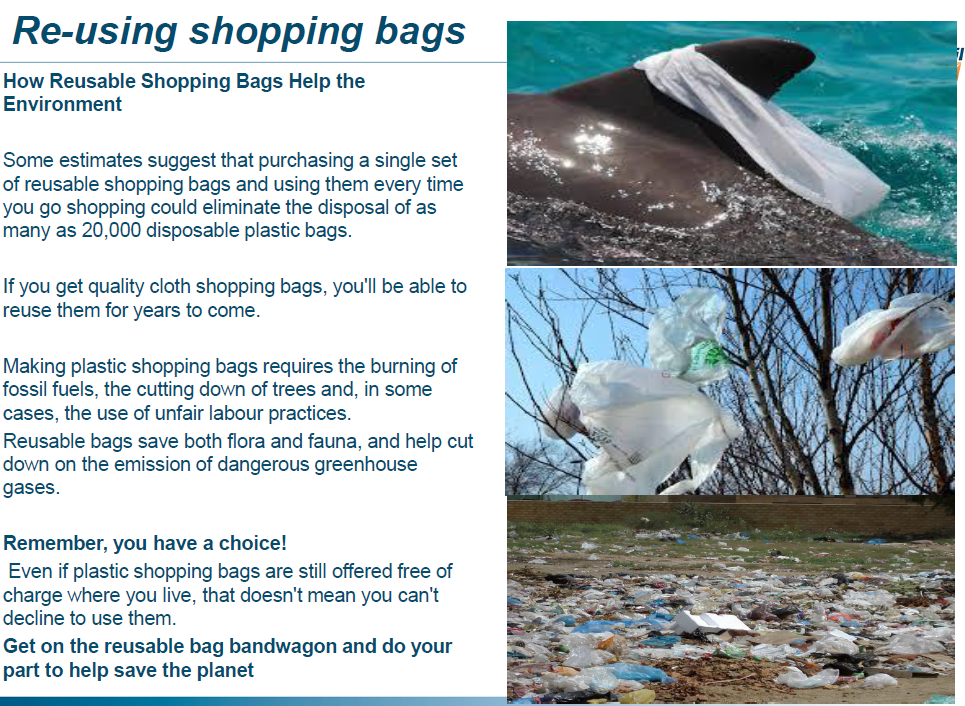 Re-using shopping bags
How Reusable Shopping Bags Help the
Environment
Some estimates suggest that purchasing a single set
of reusable shopping bags and using them every time
you go shopping could eliminate the disposal of as
many as 20,000 disposable plastic bags.
If you get quality cloth shopping bags, you'll be able to
reuse them for years to come.
Making plastic shopping bags requires the burning of
fossil fuels, the cutting down of trees and, in some
cases, the use of unfair labour practices.
Reusable bags save both flora and fauna, and help cut
down on the emission of dangerous greenhouse
gases.
Remember, you have a choice!
Even if plastic shopping bags are still offered free of
charge where you live, that doesn't mean you can't
decline to use them.
Get on the reusable bag bandwagon and do your
part to help save the planet